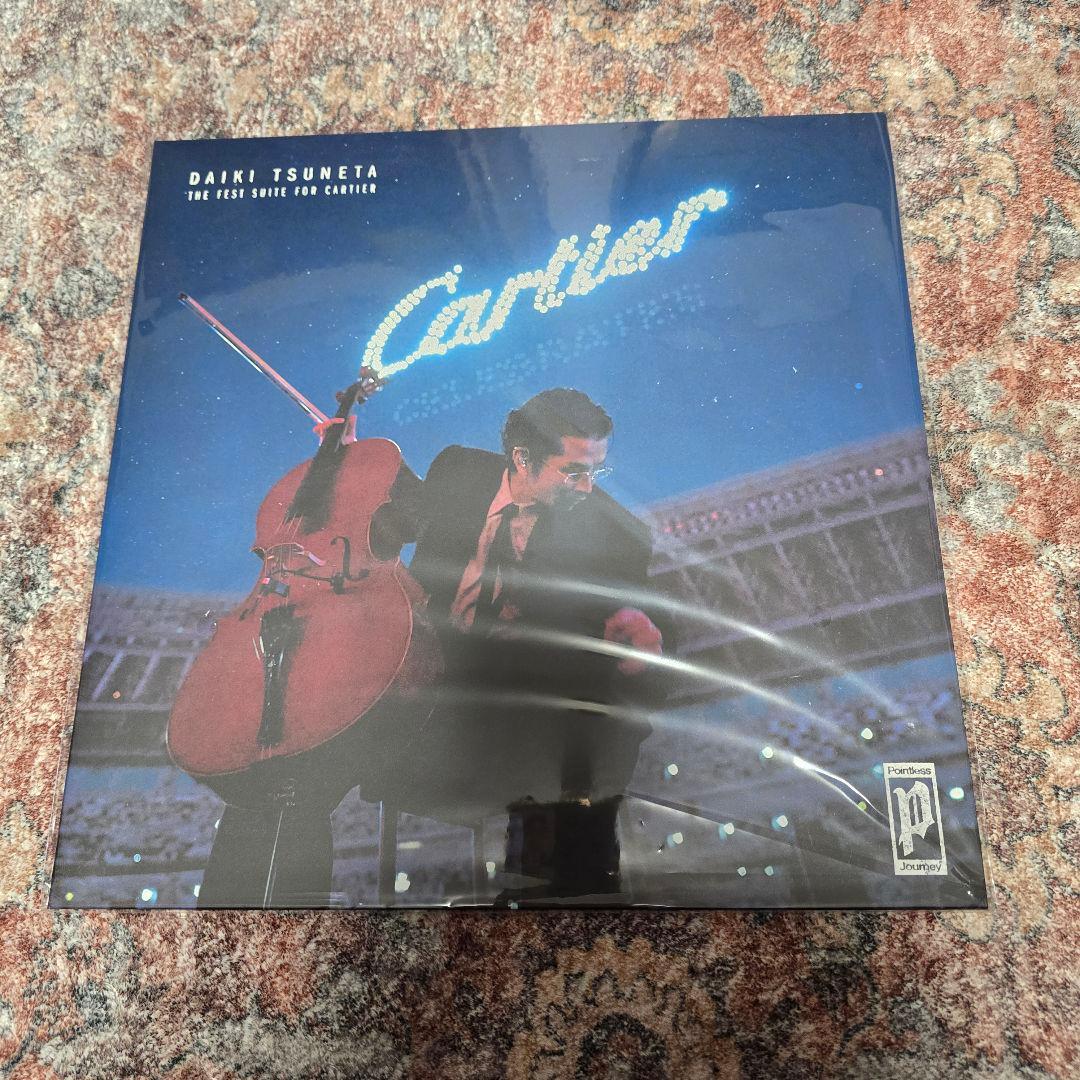 DAIKI TSUNETA
THE FEST SUITE FOR CARTIER
Cartier
Pointless
P
Journey